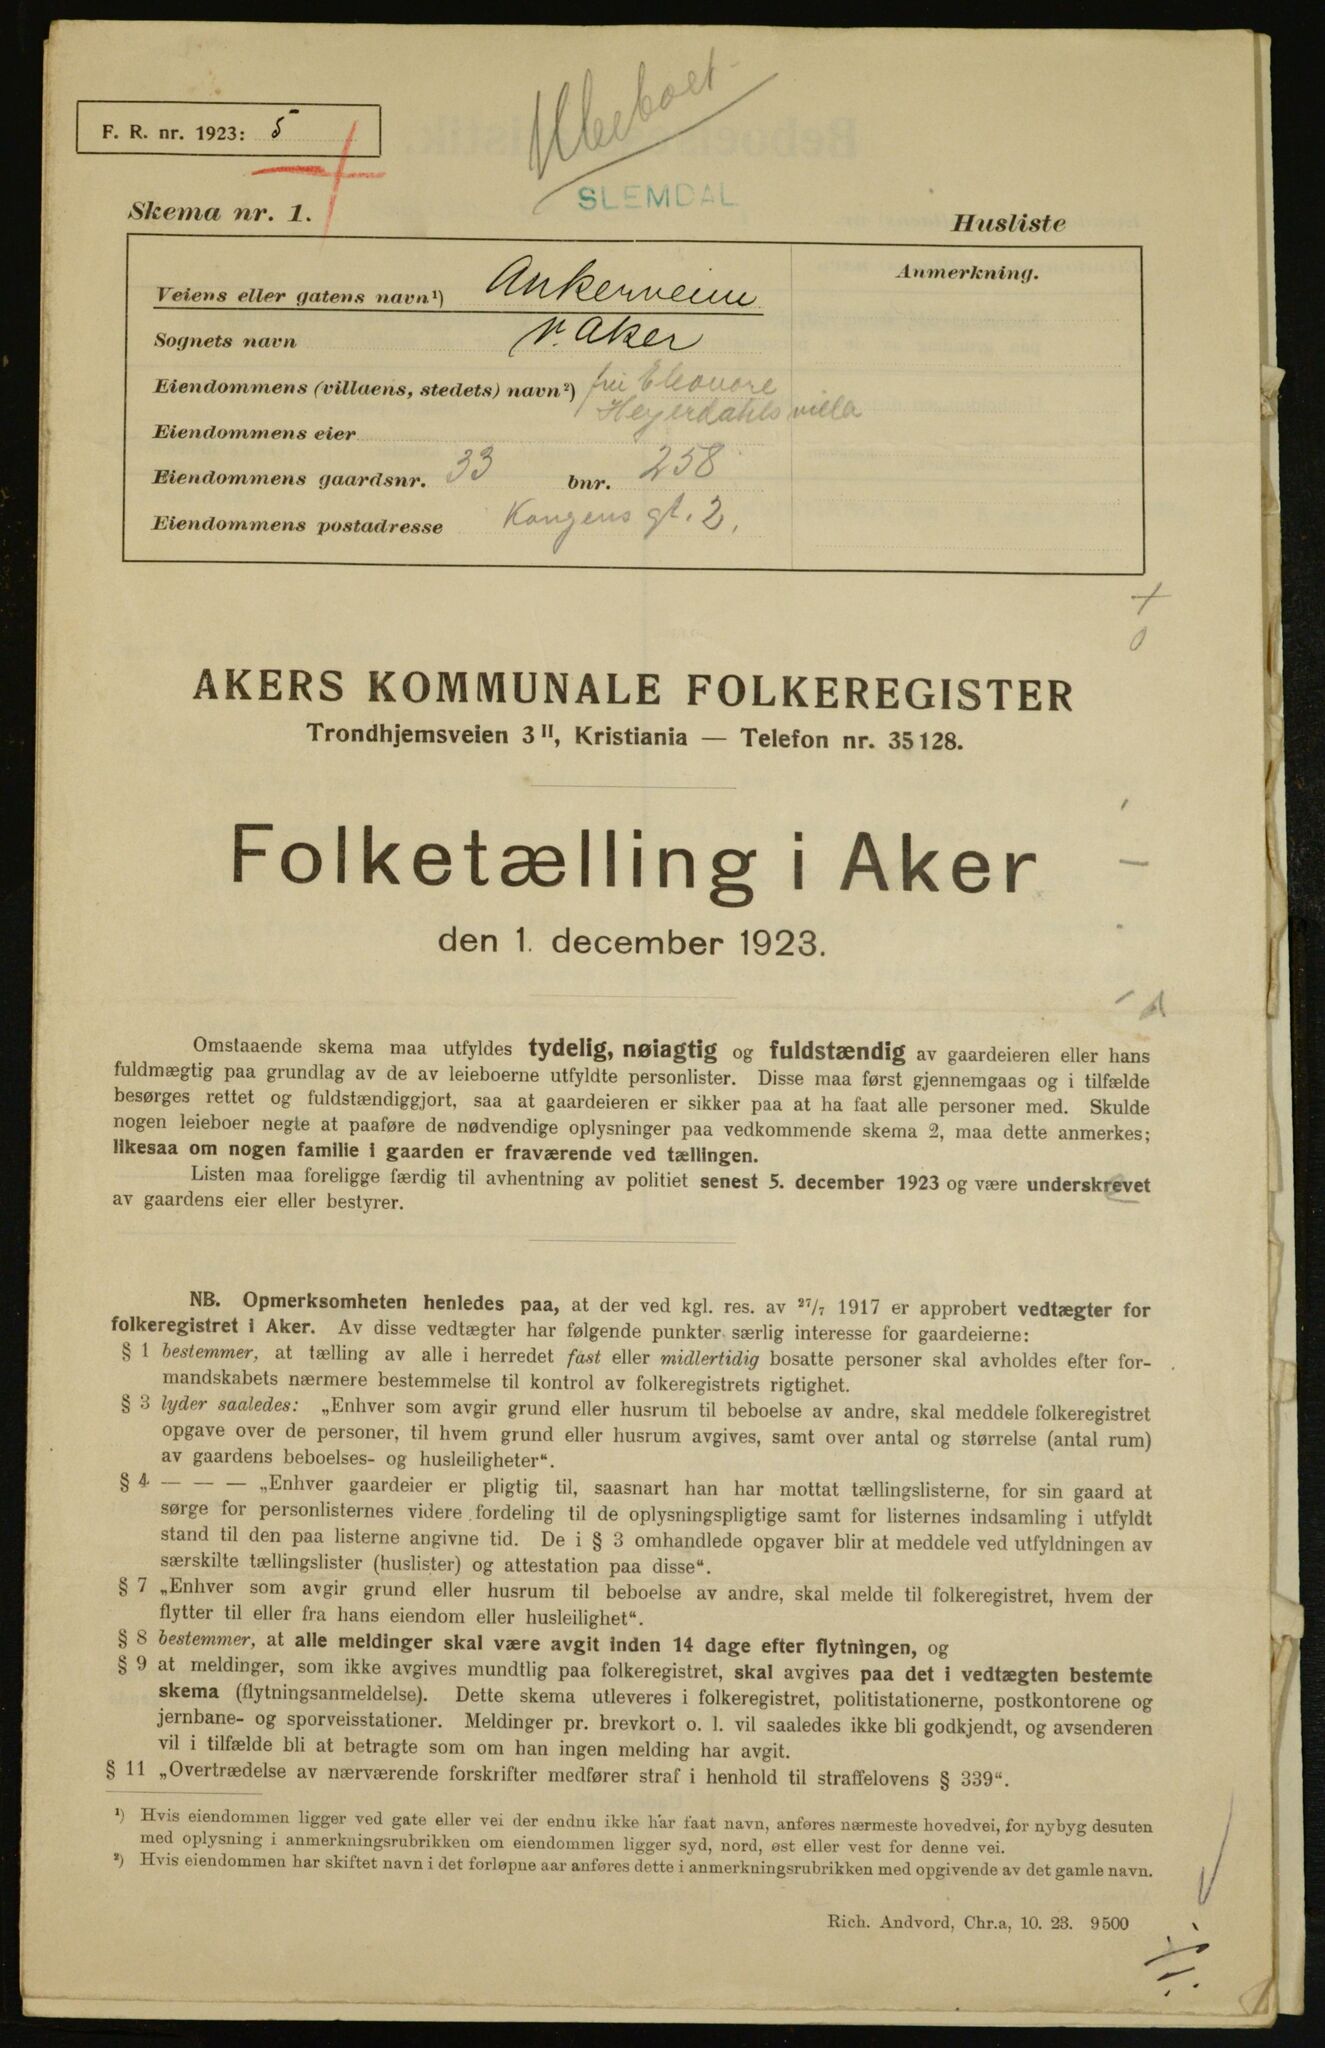 Ubeboet
F. R. nr. 1923: 5
SLEMDAL
Skema nr. 1.
Husliste
Anmerkning.
Veiens eller gatens navn¹) Ankerveien
Sognets navn V. Aker
Eiendommens (villaens, stedets) navn²) fru Eleonore
Heyerdahls villa
Eiendommens eier
Eiendommens gaardsnr. 33 bnr. 258
Eiendommens postadresse Kongens gt. 2.
AKERS KOMMUNALE FOLKEREGISTER
Trondhjemsveien 3 II, Kristiania — Telefon nr. 35128.
Folketælling i Aker
den 1. december 1923.
Omstaaende skema maa utfyldes tydelig, nøiagtig og fuldstændig av gaardeieren eller hans
fuldmægtig paa grundlag av de av leieboerne utfyldte personlister. Disse maa først gjennemgaas og i tilfælde
besørges rettet og fuldstændiggjort, saa at gaardeieren er sikker paa at ha faat alle personer med. Skulde
nogen leieboer negte at paaføre de nødvendige oplysninger paa vedkommende skema 2, maa dette anmerkes;
likesaa om nogen familie i gaarden er fraværende ved tællingen.
Listen maa foreligge færdig til avhentning av politiet senest 5. december 1923 og være underskrevet
av gaardens eier eller bestyrer.
NB. Opmerksomheten henledes paa, at der ved kgl. res. av 27/7 1917 er approbert vedtægter for
folkeregistret i Aker. Av disse vedtægter har følgende punkter særlig interesse for gaardeierne:
§ 1 bestemmer, at tælling av alle i herredet fast eller midlertidig bosatte personer skal avholdes efter for-
mandskabets nærmere bestemmelse til kontrol av folkeregistrets rigtighet.
§ 3 lyder saaledes: „Enhver som avgir grund eller husrum til beboelse av andre, skal meddele folkeregistret
opgave over de personer, til hvem grund eller husrum avgives, samt over antal og størrelse (antal rum)
av gaardens beboelses- og husleiligheter“.
§ 4 — — — „Enhver gaardeier er pligtig til, saasnart han har mottat tællingslisterne, for sin gaard at
sørge for personlisternes videre fordeling til de oplysningspligtige samt for listernes indsamling i utfyldt
stand til den paa listerne angivne tid. De i § 3 omhandlede opgaver blir at meddele ved utfyldningen av
særskilte tællingslister (huslister) og attestation paa disse“.
§ 7 „Enhver som avgir grund eller husrum til beboelse av andre, skal melde til folkeregistret, hvem der
flytter til eller fra hans eiendom eller husleilighet“.
§ 8 bestemmer, at alle meldinger skal være avgit inden 14 dage efter flytningen, og
§ 9 at meldinger, som ikke avgives mundtlig paa folkeregistret, skal avgives paa det i vedtægten bestemte
skema (flytningsanmeldelse). Dette skema utleveres i folkeregistret, politistationerne, postkontorene og
jernbane- og sporveisstationer. Meldinger pr. brevkort o. l. vil saaledes ikke bli godkjendt, og avsenderen
vil i tilfælde bli at betragte som om han ingen melding har avgit.
§ 11 „Overtrædelse av nærværende forskrifter medfører straf i henhold til straffelovens § 339“.
¹) Hvis eiendommen ligger ved gate eller vei der endnu ikke har faat navn, anføres nærmeste hovedvei, for nybyg desuten
med oplysning i anmerkningsrubrikken om eiendommen ligger syd, nord, øst eller vest for denne vei.
²) Hvis eiendommen har skiftet navn i det forløpne aar anføres dette i anmerkningsrubrikken med opgivende av det gamle navn.
Rich. Andvord, Chr.a, 10. 23. 9500